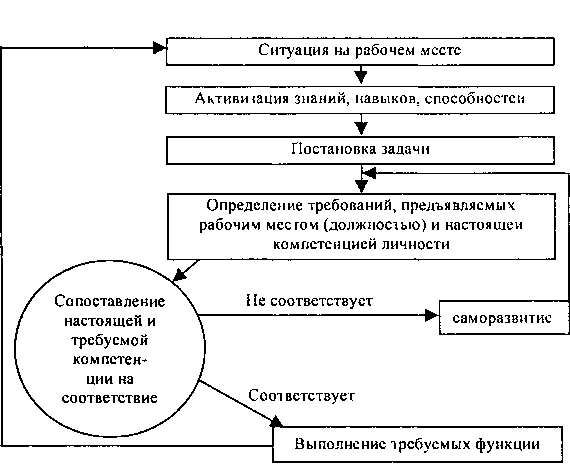 Ситуация на рабочем месте
Активизация знаний, навыков, способностей
Постановка задачи
Определение требований, предъявляемых
рабочим местом (должностью) и настоящей
компетенцией личности
Сопоставление
настоящей и
требуемой
компетен-
ции на
соответствие
Не соответствует
саморазвитие
Соответствует
Выполнение требуемых функции